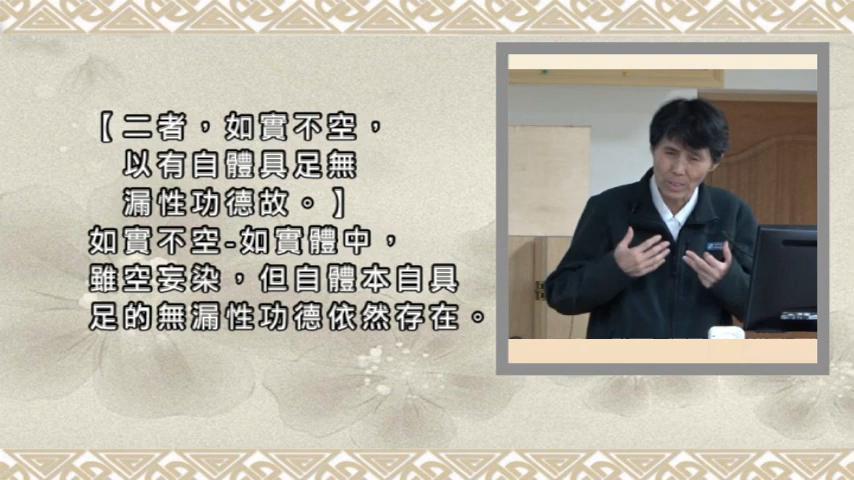 【二者，如實不空，
以有自體具足無
漏性功德故。】
如實不空-如實體中，
雖空妄染，但自體本自具
足的無漏性功德依然存在。